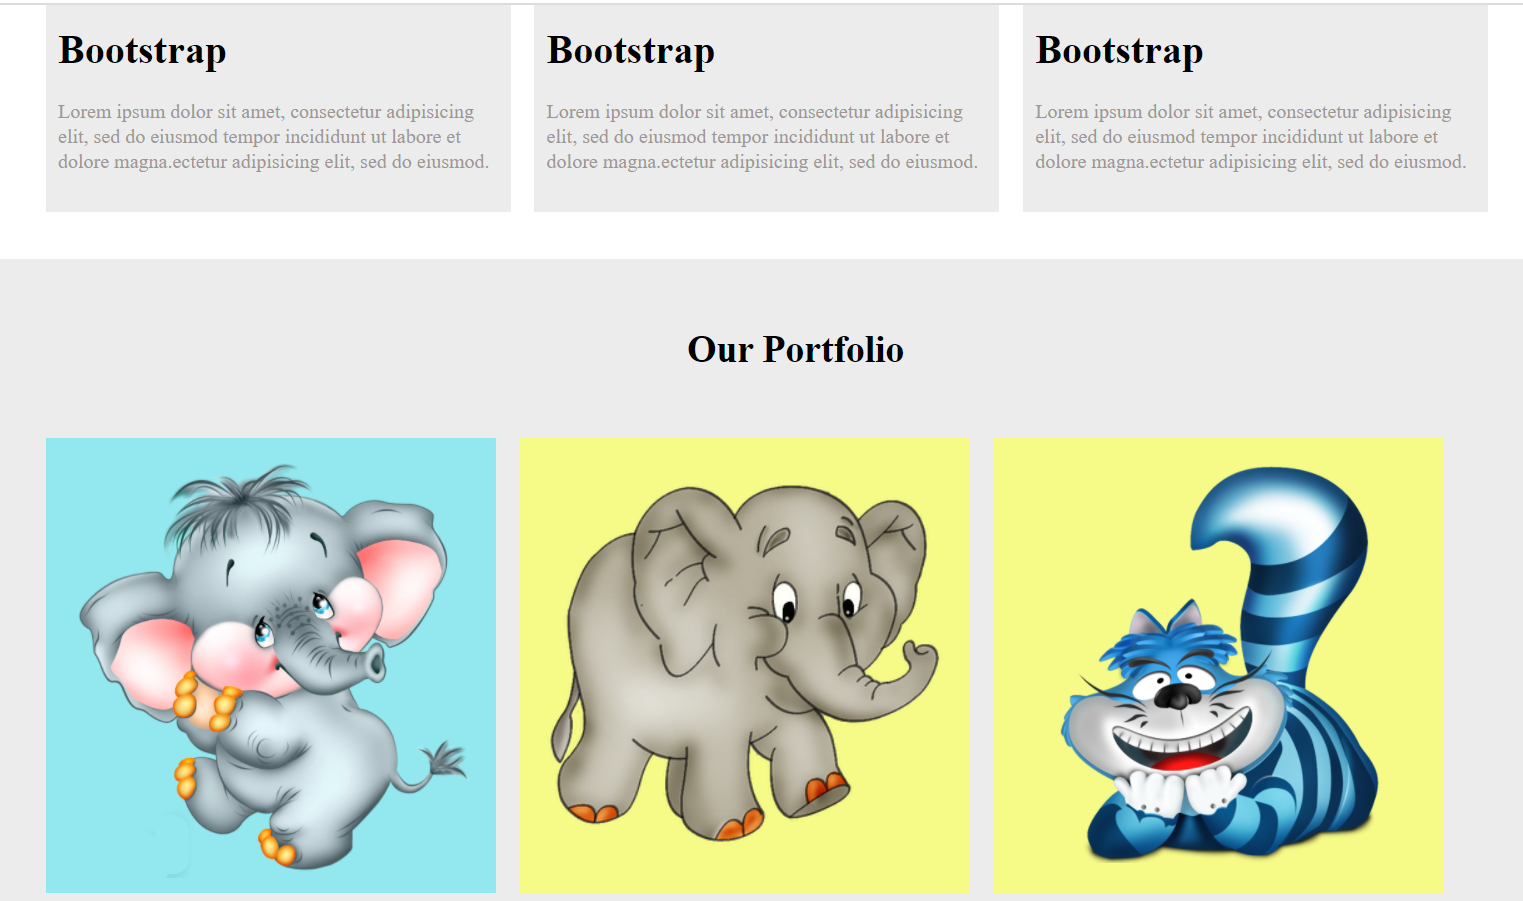 Bootstrap
Lorem ipsum dolor sit amet, consectetur adipisicing
elit, sed do eiusmod tempor incididunt ut labore et
dolore magna.ectetur adipisicing elit, sed do eiusmod.
Bootstrap
Lorem ipsum dolor sit amet, consectetur adipisicing
elit, sed do eiusmod tempor incididunt ut labore et
dolore magna.ectetur adipisicing elit, sed do eiusmod.
Bootstrap
Lorem ipsum dolor sit amet, consectetur adipisicing
elit, sed do eiusmod tempor incididunt ut labore et
dolore magna.ectetur adipisicing elit, sed do eiusmod.
Our Portfolio